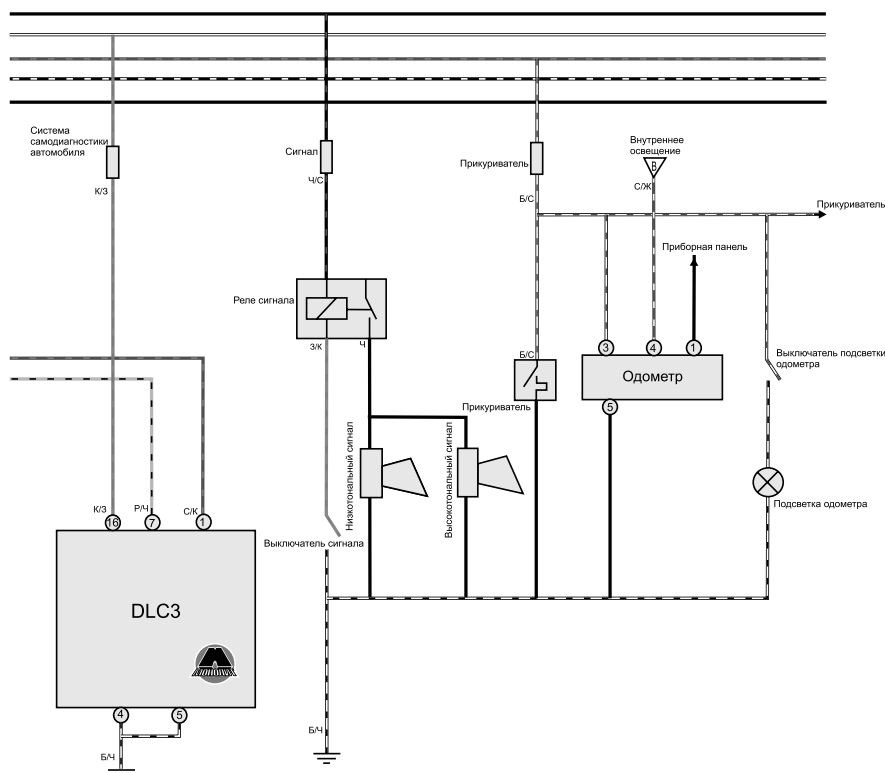 Система
самодиагностики
автомобиля
К/З
Сигнал
Ч/С
Прикуриватель
Б/С
Внутреннее
освещение
В
С/Ж
Прикуриватель
Приборная панель
Реле сигнала
З/К
Ч
Б/С
Прикуриватель
3
4
1
Одометр
5
Выключатель подсветки
одометра
Низкотональный сигнал
Высокотональный сигнал
Подсветка одометра
Выключатель сигнала
К/З
Р/Ч
С/К
16
7
1
DLC3
4
5
Б/Ч
Б/Ч